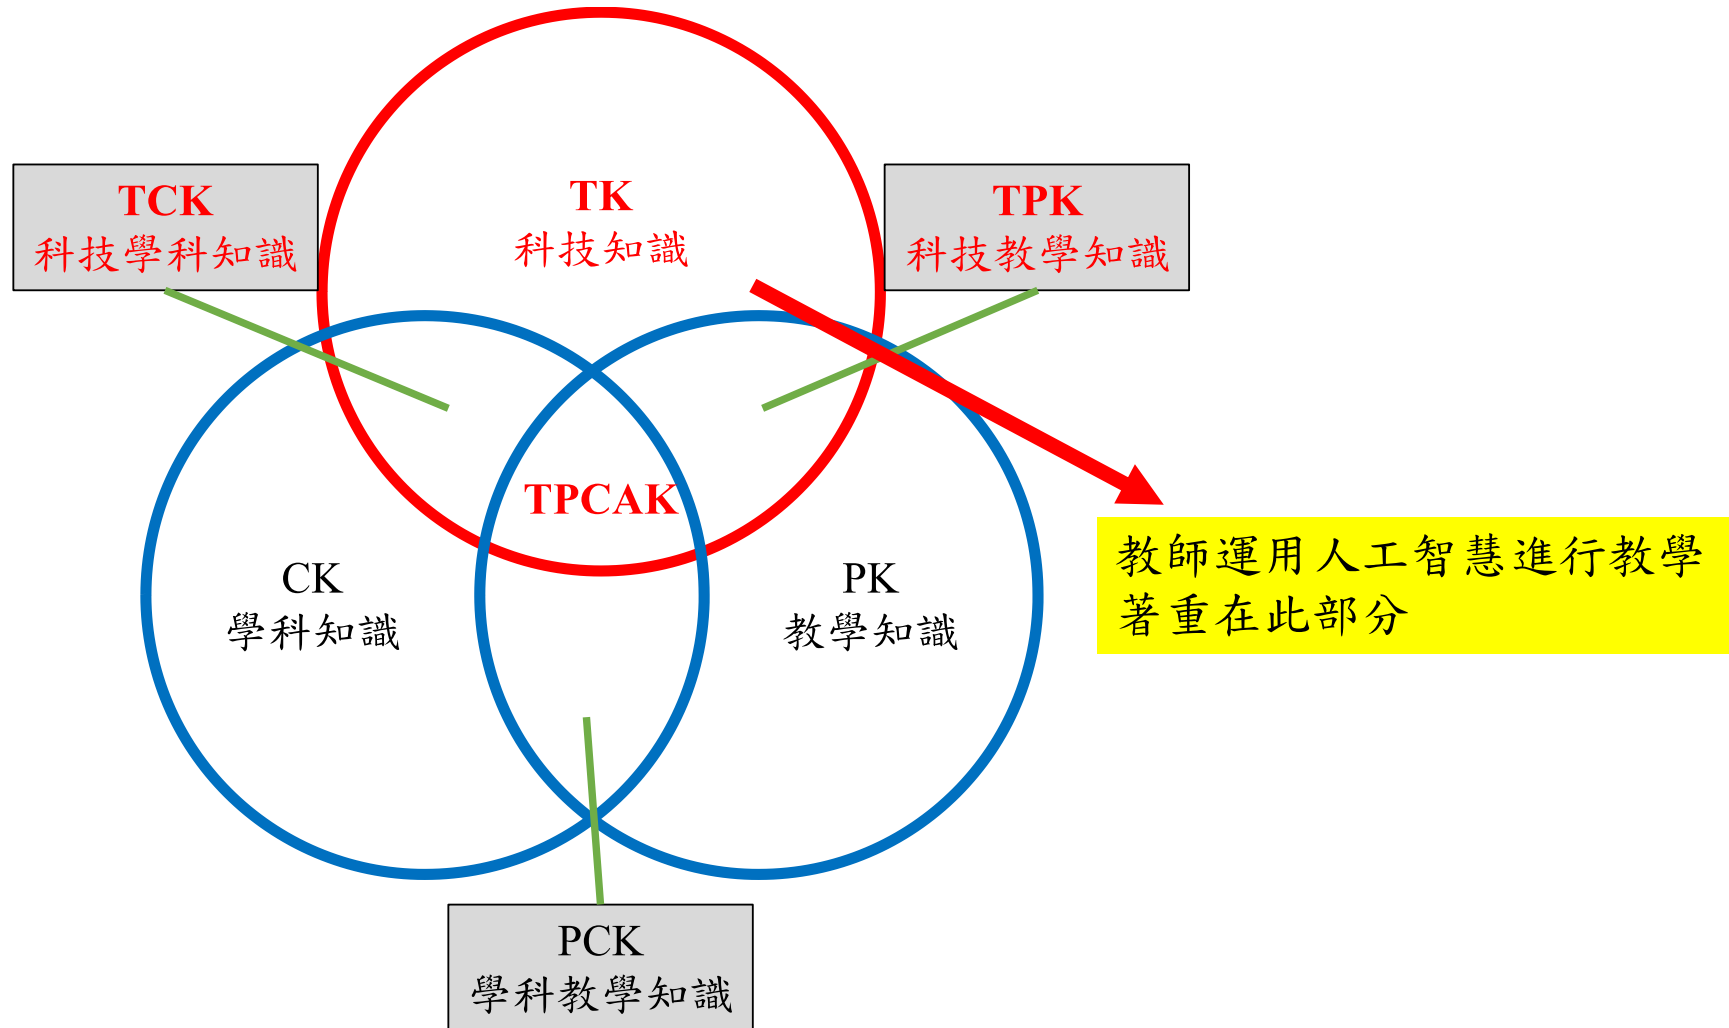 TK
科技知識
TCK
科技學科知識
TPK
科技教學知識
TPCAK
CK
學科知識
PK
教學知識
教師運用人工智慧進行教學
著重在此部分
PCK
學科教學知識